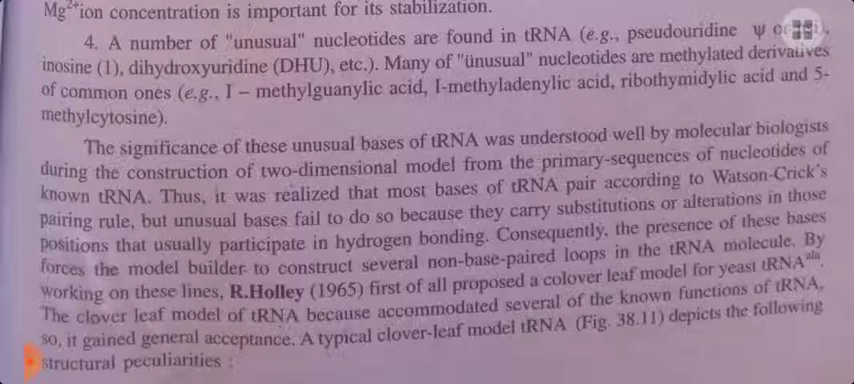 Mg2+ion concentration is important for its stabilization.
4. A number of "unusual" nucleotides are found in tRNA (e.g., pseudouridine ψ
inosine (1), dihydroxyuridine (DHU), etc.). Many of "ünusual" nucleotides are methylated derivatives
of common ones (e.g., I – methylguanylic acid, I-methyladenylic acid, ribothymidylic acid and 5-
methylcytosine).
The significance of these unusual bases of tRNA was understood well by molecular biologists
during the construction of two-dimensional model from the primary-sequences of nucleotides of
known tRNA. Thus, it was realized that most bases of tRNA pair according to Watson-Crick's
pairing rule, but unusual bases fail to do so because they carry substitutions or alterations in those
positions that usually participate in hydrogen bonding. Consequently, the presence of these bases
forces the model builder to construct several non-base-paired loops in the tRNA molecule. By
working on these lines, R.Holley (1965) first of all proposed a colover leaf model for yeast tRNAala.
The clover leaf model of tRNA because accommodated several of the known functions of tRNA,
so, it gained general acceptance. A typical clover-leaf model tRNA (Fig. 38.11) depicts the following
structural peculiarities :